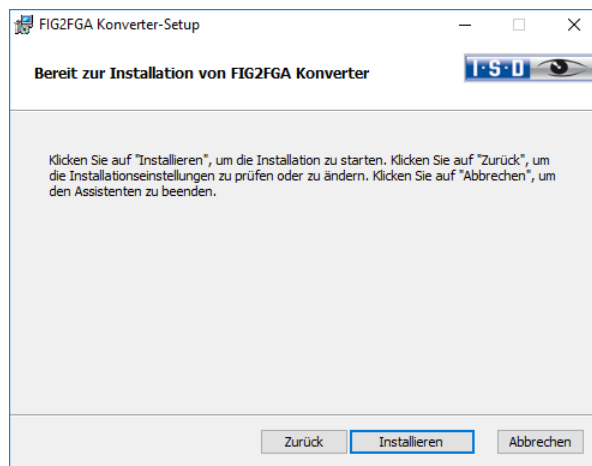 FIG2FGA Konverter-Setup
Bereit zur Installation von FIG2FGA Konverter
I·S·D
Klicken Sie auf "Installieren", um die Installation zu starten. Klicken Sie auf "Zurück", um
die Installationseinstellungen zu prüfen oder zu ändern. Klicken Sie auf "Abbrechen", um
den Assistenten zu beenden.
Zurück
Installieren
Abbrechen